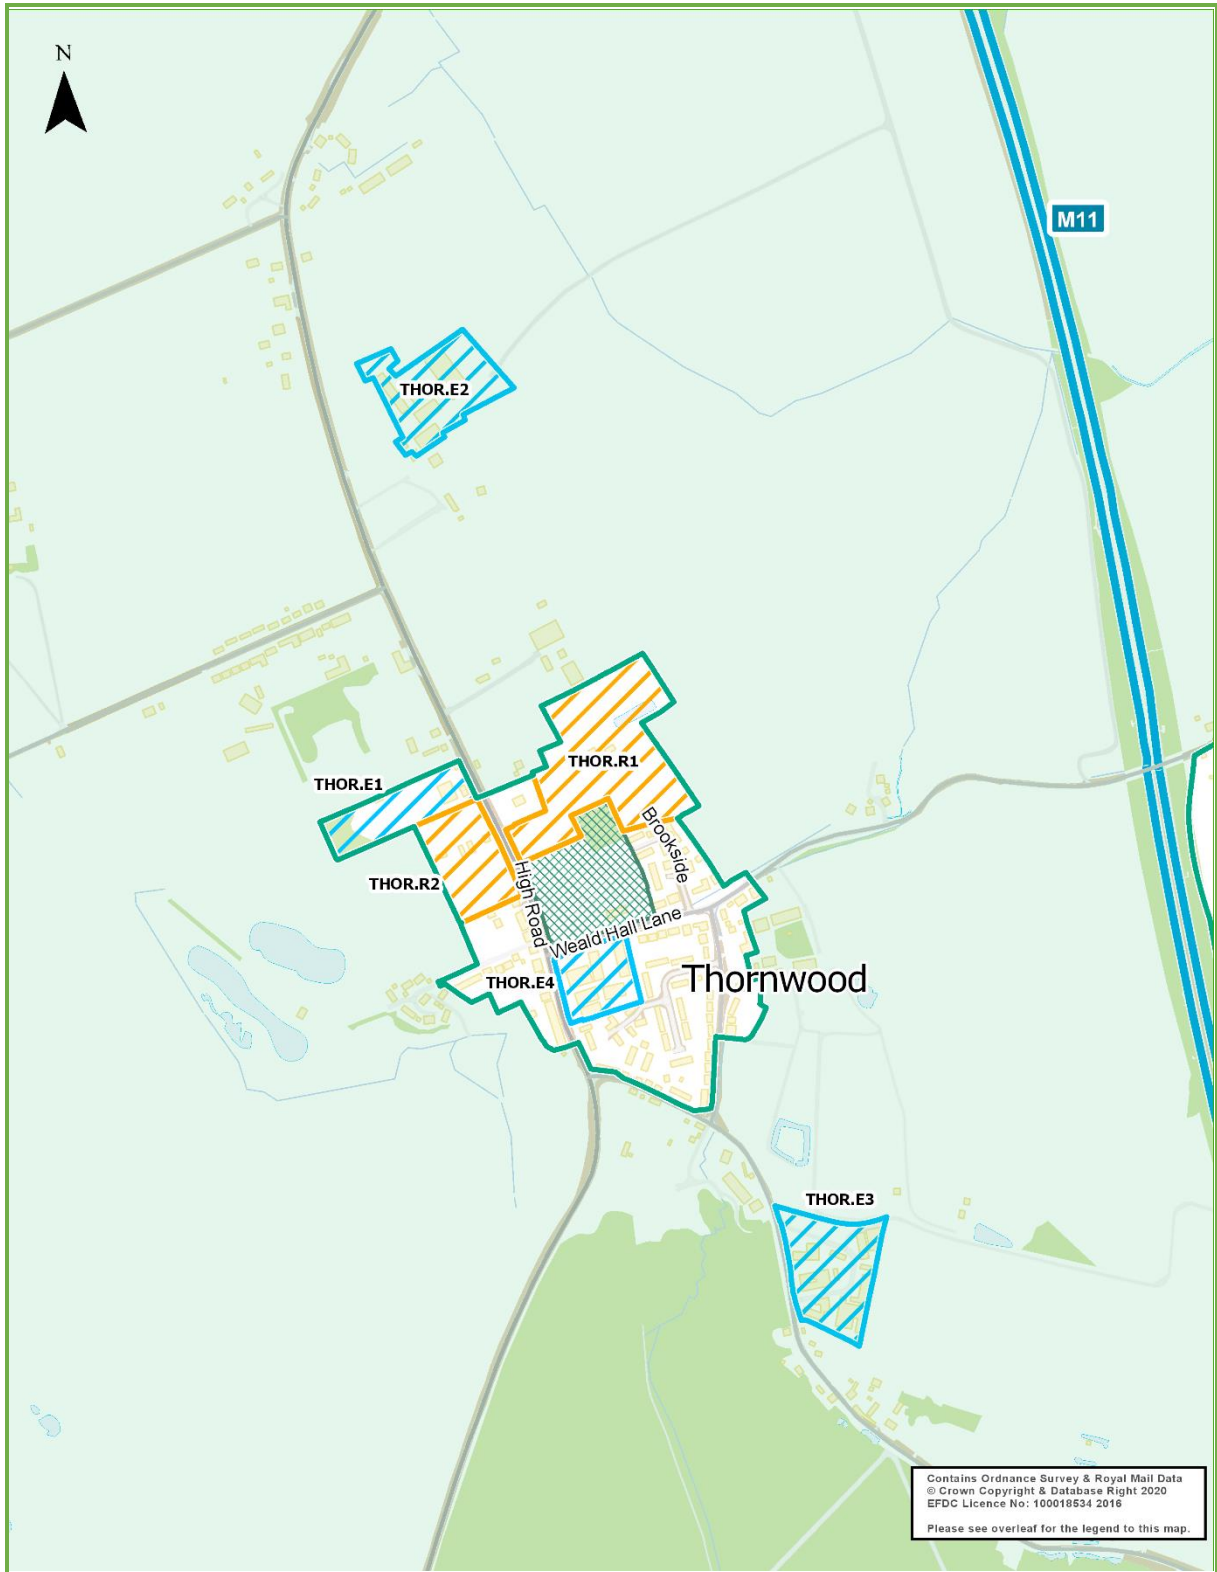 N
M11
THOR.E2
THOR.R1
THOR.E1
Brookside
THOR.R2
High Road
Weald Hall Lane
THOR.E4
Thornwood
THOR.E3
Contains Ordnance Survey & Royal Mail Data
© Crown Copyright & Database Right 2020
EFDC Licence No: 100018534 2016
Please see overleaf for the legend to this map.